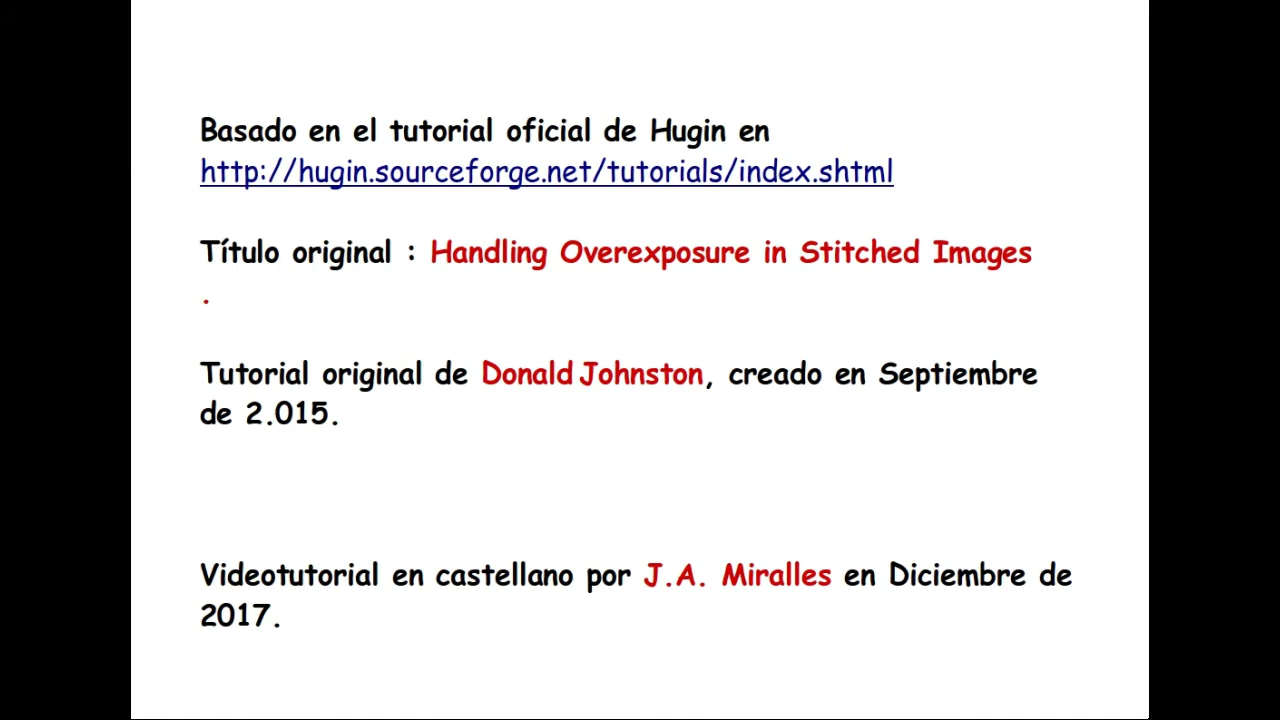 Basado en el tutorial oficial de Hugin en
http://hugin.sourceforge.net/tutorials/index.shtml
Título original : Handling Overexposure in Stitched Images
.
Tutorial original de Donald Johnston, creado en Septiembre
de 2.015.
Videotutorial en castellano por J.A. Miralles en Diciembre de
2017.